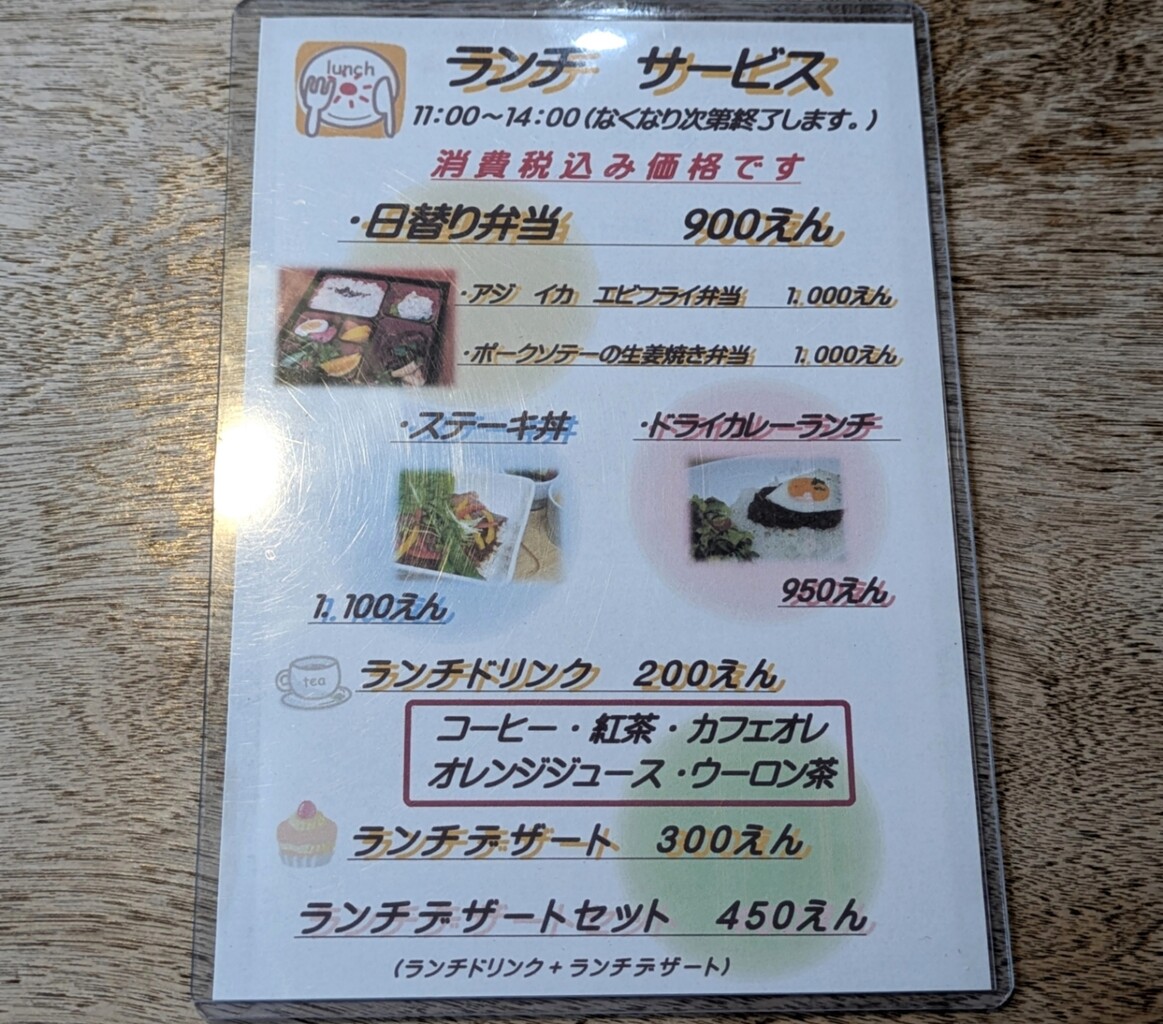 lunch
ランチ サービス
11:00～14:00(なくなり次第終了します。)
消費税込み価格です
・日替り弁当 900えん
・アジ イカ エビフライ弁当 1.000えん
・ポークソテーの生姜焼き弁当 1.000えん
・ステーキ丼
1.100えん
・ドライカレーランチ
950えん
tea
ランチドリンク 200えん
コーヒー・紅茶・カフェオレ
オレンジジュース・ウーロン茶
ランチデザート 300えん
ランチデザートセット 450えん
(ランチドリンク+ランチデザート)